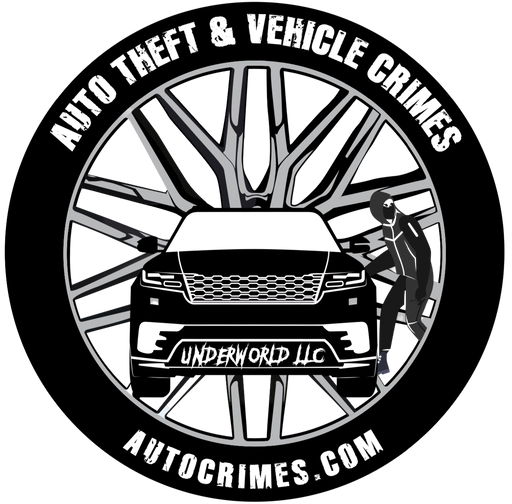 AUTO THEFT & VEHICLE CRIMES
UNDERWORLD LLC
AUTOCRIMES.COM